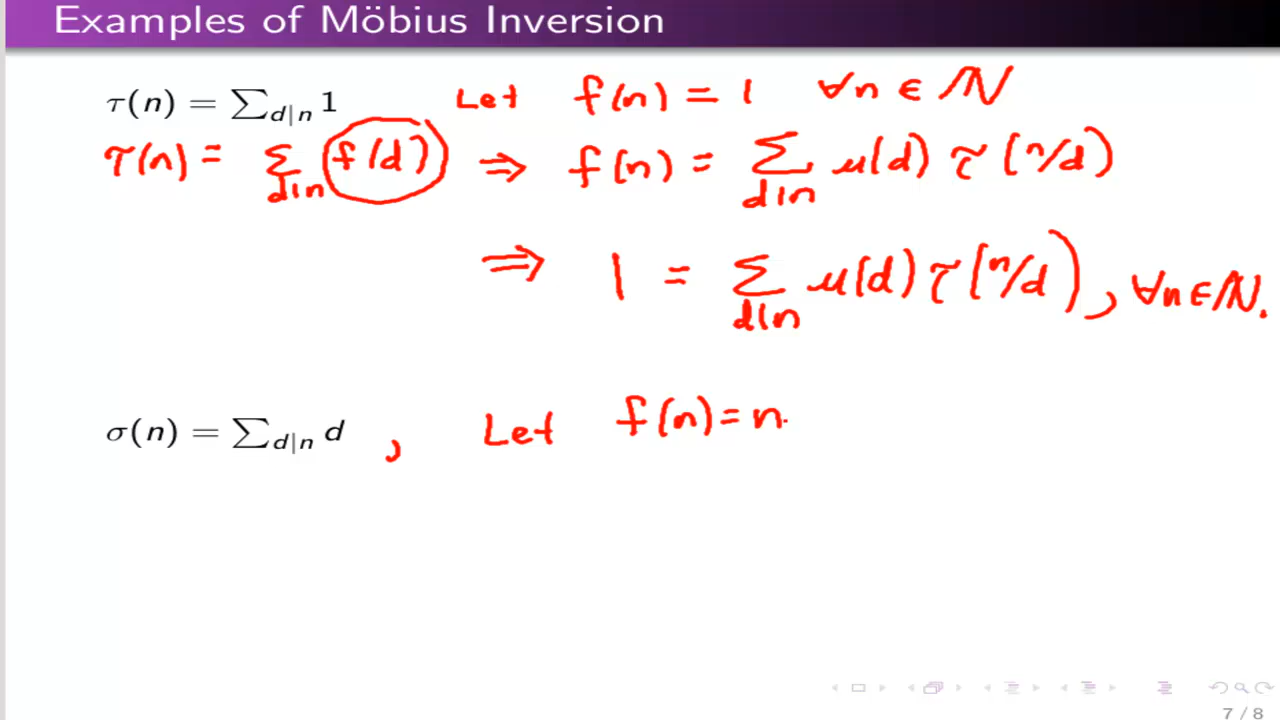 Examples of Möbius Inversion
τ(n) = ∑_{d|n} 1 Let f(n) = 1 ∀n ∈ ℕ
τ(n) = ∑_{d|n} f(d) ⇒ f(n) = ∑_{d|n} μ(d) τ(n/d)
⇒ 1 = ∑_{d|n} μ(d) τ(n/d), ∀n ∈ ℕ.
σ(n) = ∑_{d|n} d , Let f(n) = n.
7 / 8